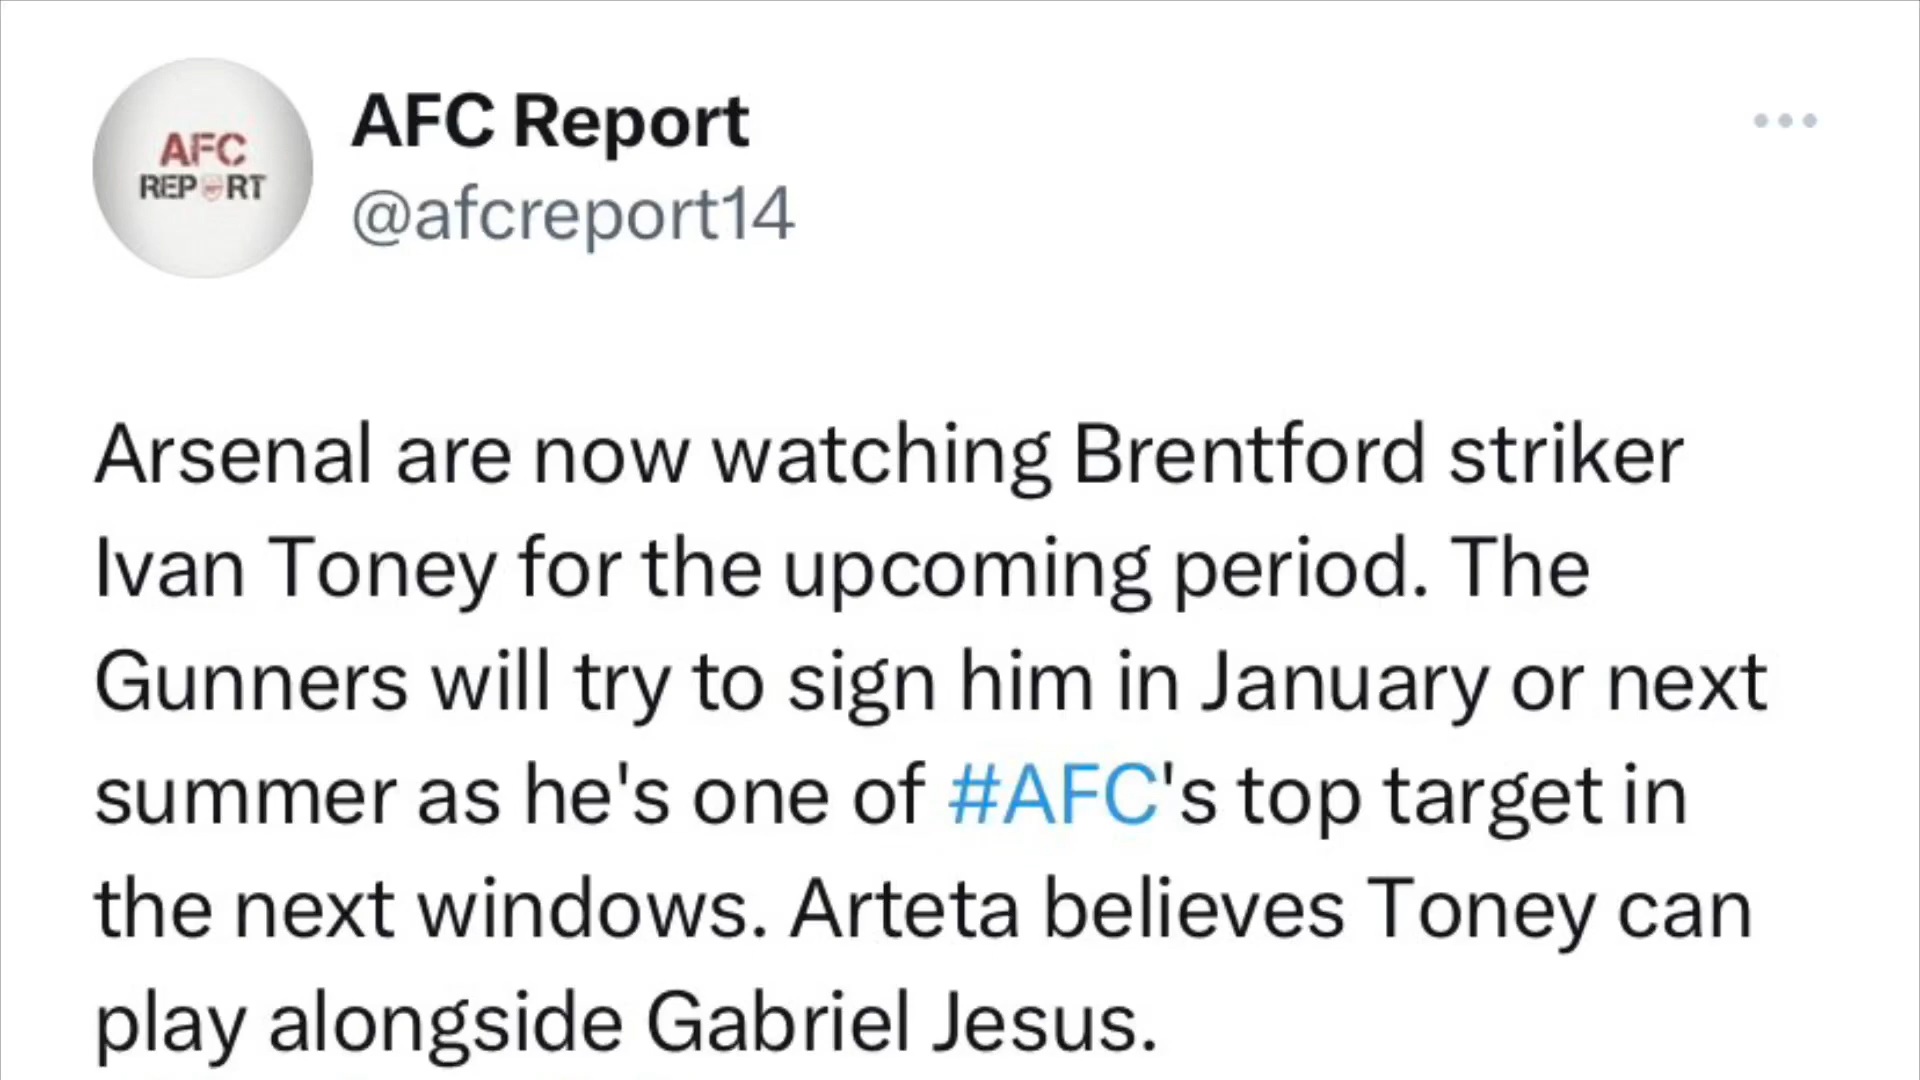 AFC
REPORT
AFC Report
@afcreport14
Arsenal are now watching Brentford striker
Ivan Toney for the upcoming period. The
Gunners will try to sign him in January or next
summer as he's one of #AFC's top target in
the next windows. Arteta believes Toney can
play alongside Gabriel Jesus.